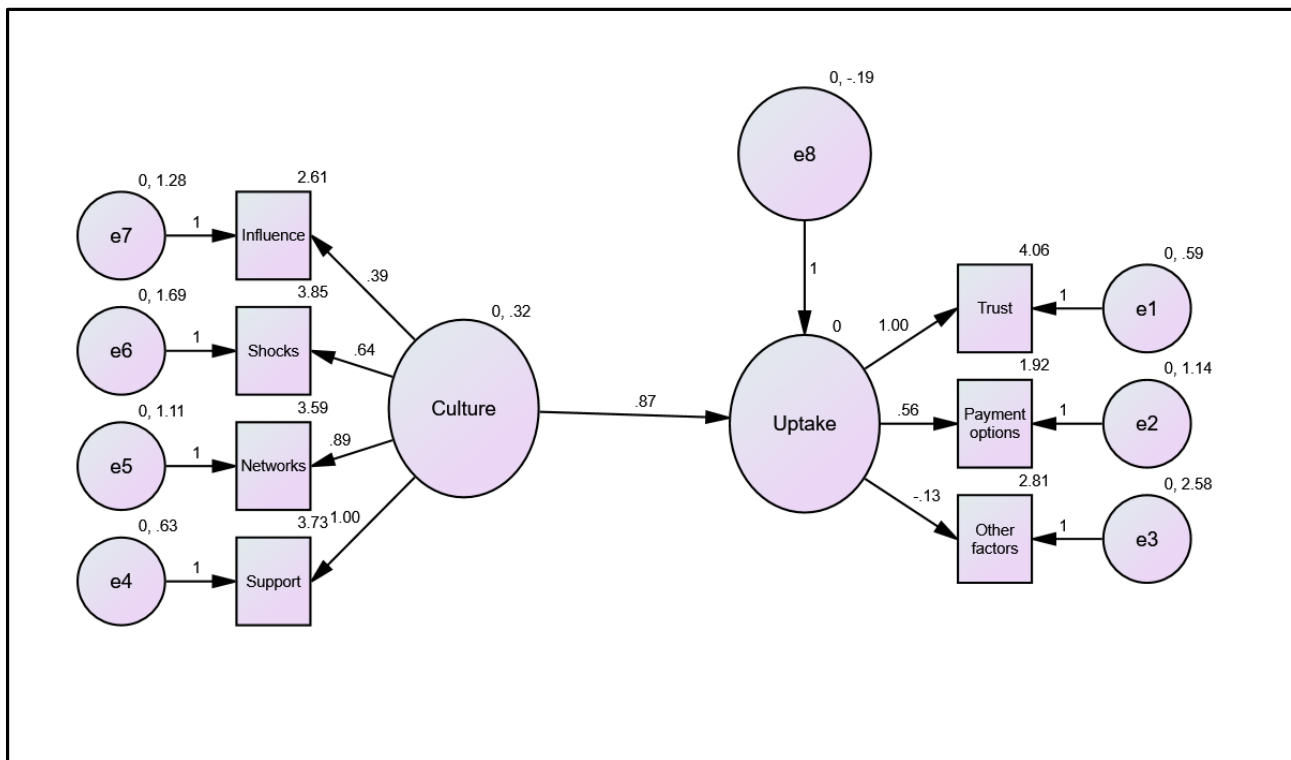 0, -.19
e8
1
0, 1.28
e7
1
2.61
Influence
.39
0, 1.69
e6
1
3.85
Shocks
.64
0, 1.11
e5
1
3.59
Networks
.89
0, .63
e4
1
3.73
Support
1.00
0, .32
Culture
.87
0
Uptake
1.00
4.06
Trust
1
0, .59
e1
.56
1.92
Payment
options
1
0, 1.14
e2
-.13
2.81
Other
factors
1
0, 2.58
e3